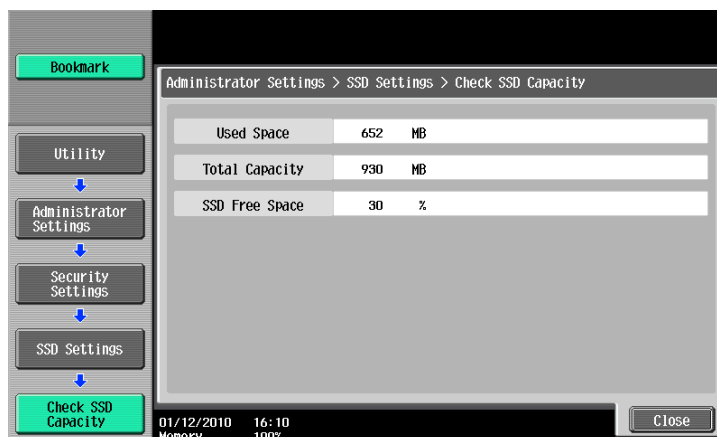 Bookmark
Administrator Settings > SSD Settings > Check SSD Capacity
Used Space 652 MB
Total Capacity 930 MB
SSD Free Space 30 %
Utility
Administrator
Settings
Security
Settings
SSD Settings
Check SSD
Capacity
01/12/2010 16:10
Memory 100%
Close